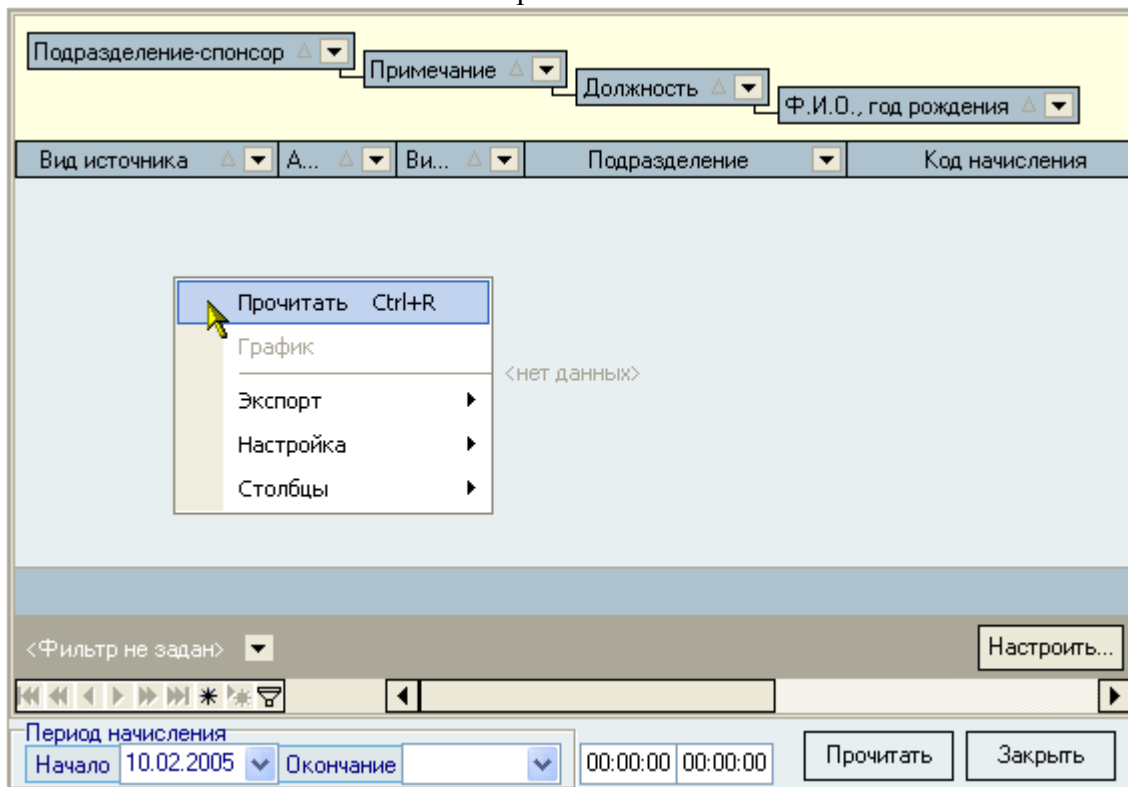 Подразделение-спонсор
Примечание
Должность
Ф.И.О., год рождения
Вид источника А... Ви... Подразделение Код начисления
Прочитать Ctrl+R
График
<нет данных>
Экспорт
Настройка
Столбцы
<Фильтр не задан> Настроить...
Период начисления
Начало 10.02.2005 Окончание 00:00:00 00:00:00 Прочитать Закрыть